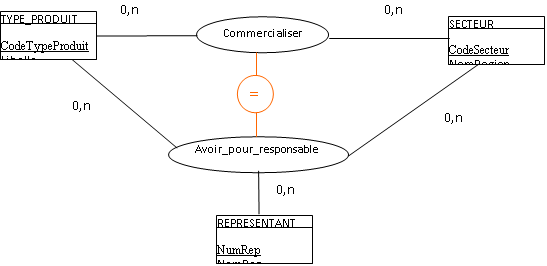 0,n
0,n
TYPE_PRODUIT
SECTEUR
Commercialiser
CodeTypeProduit
CodeSecteur
=
0,n
0,n
Avoir_pour_responsable
0,n
REPRESENTANT
NumRep